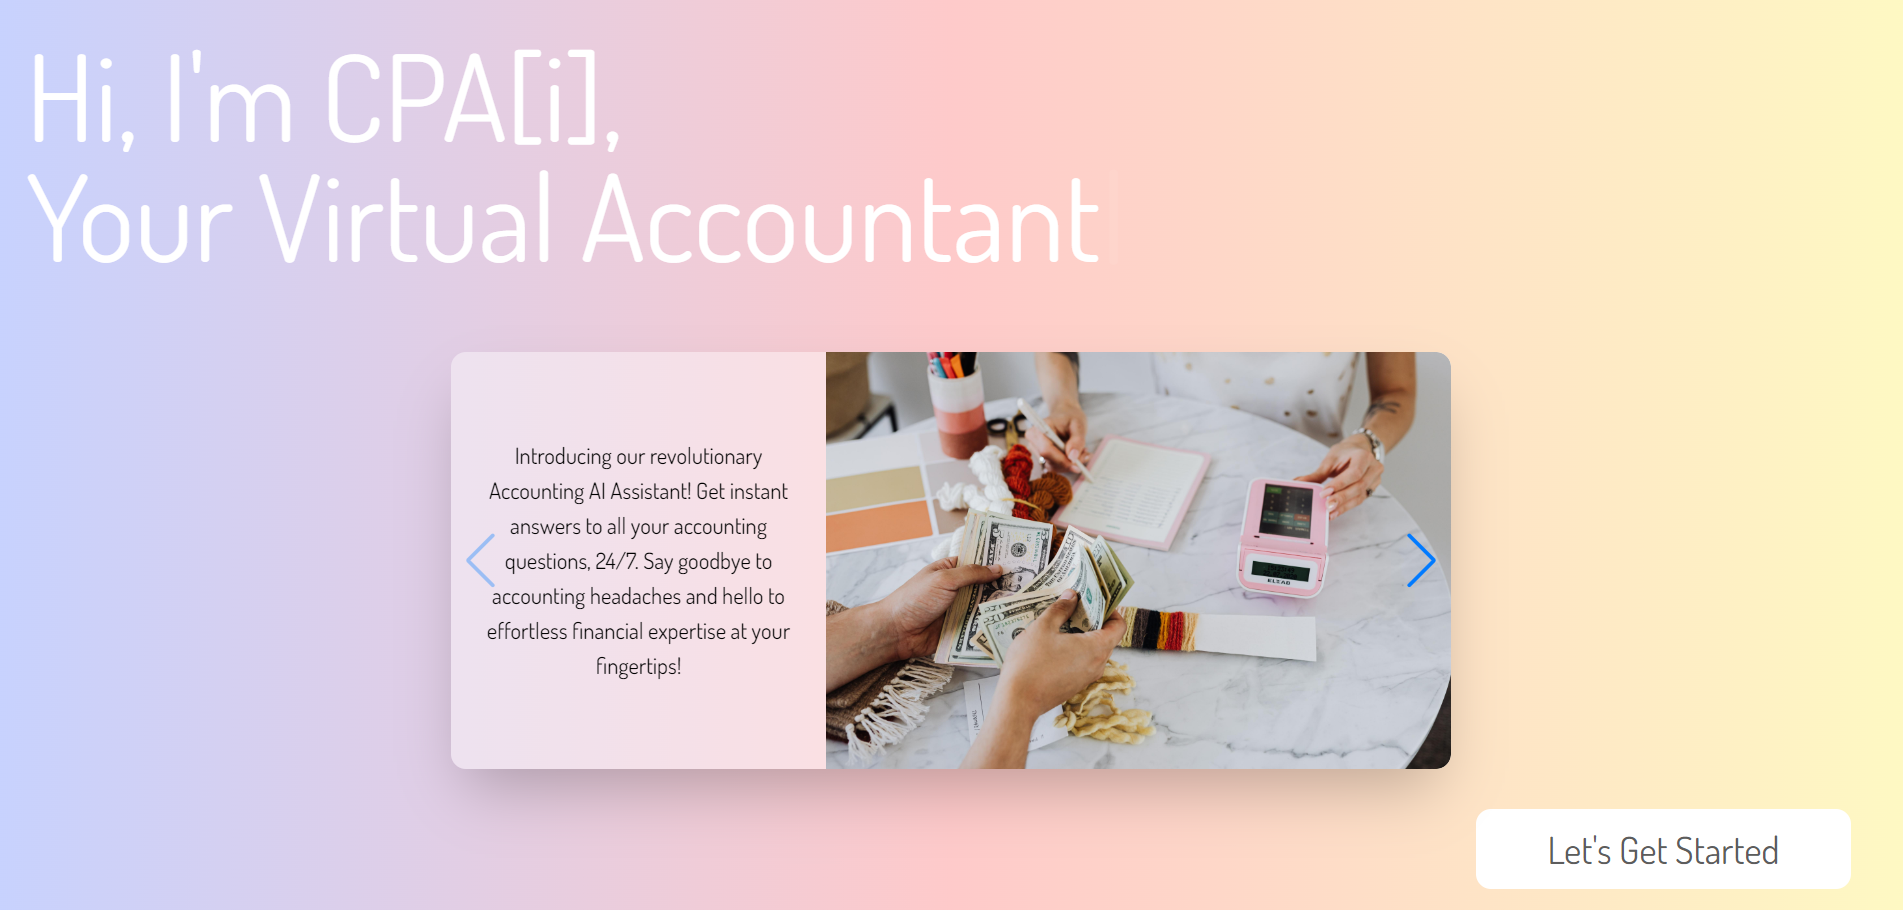 Hi, I'm CPA[i],
Your Virtual Accountant
Introducing our revolutionary
Accounting AI Assistant! Get instant
answers to all your accounting
questions, 24/7. Say goodbye to
accounting headaches and hello to
effortless financial expertise at your
fingertips!
ELZAB
Let's Get Started